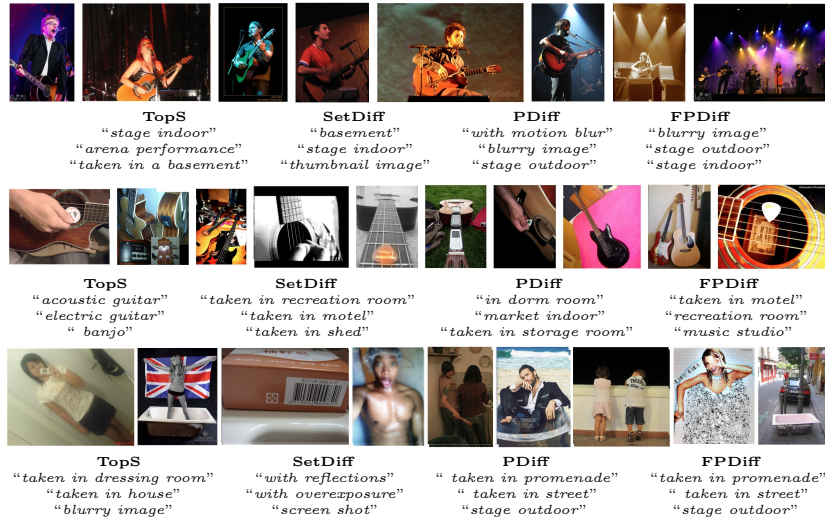 TopS SetDiff PDiff FPDiff
“stage indoor” “basement” “with motion blur” “blurry image”
“arena performance” “stage indoor” “blurry image” “stage outdoor”
“taken in a basement” “thumbnail image” “stage outdoor” “stage indoor”
TopS SetDiff PDiff FPDiff
“acoustic guitar” “taken in recreation room” “in dorm room” “taken in motel”
“electric guitar” “taken in motel” “market indoor” “recreation room”
“ banjo” “taken in shed” “taken in storage room” “music studio”
TopS SetDiff PDiff FPDiff
“taken in dressing room” “with reflections” “ taken in promenade” “taken in promenade”
“taken in house” “with overexposure” “ taken in street” “ taken in street”
“blurry image” “screen shot” “stage outdoor” “stage outdoor”